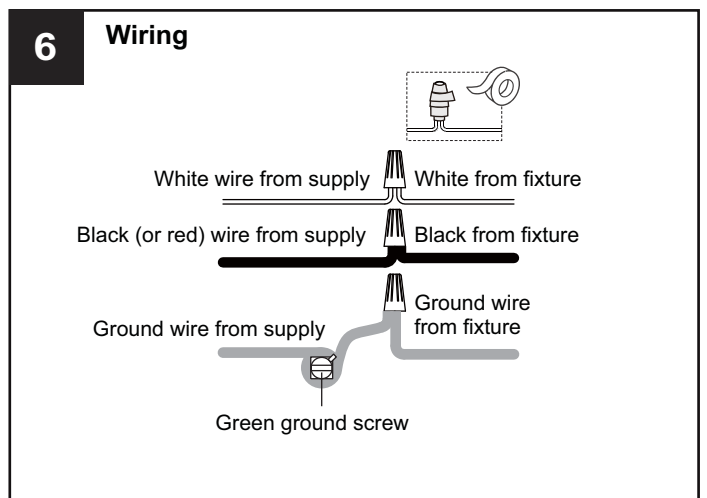 6
Wiring
White wire from supply
White from fixture
Black (or red) wire from supply
Black from fixture
Ground wire from supply
Ground wire
from fixture
Green ground screw